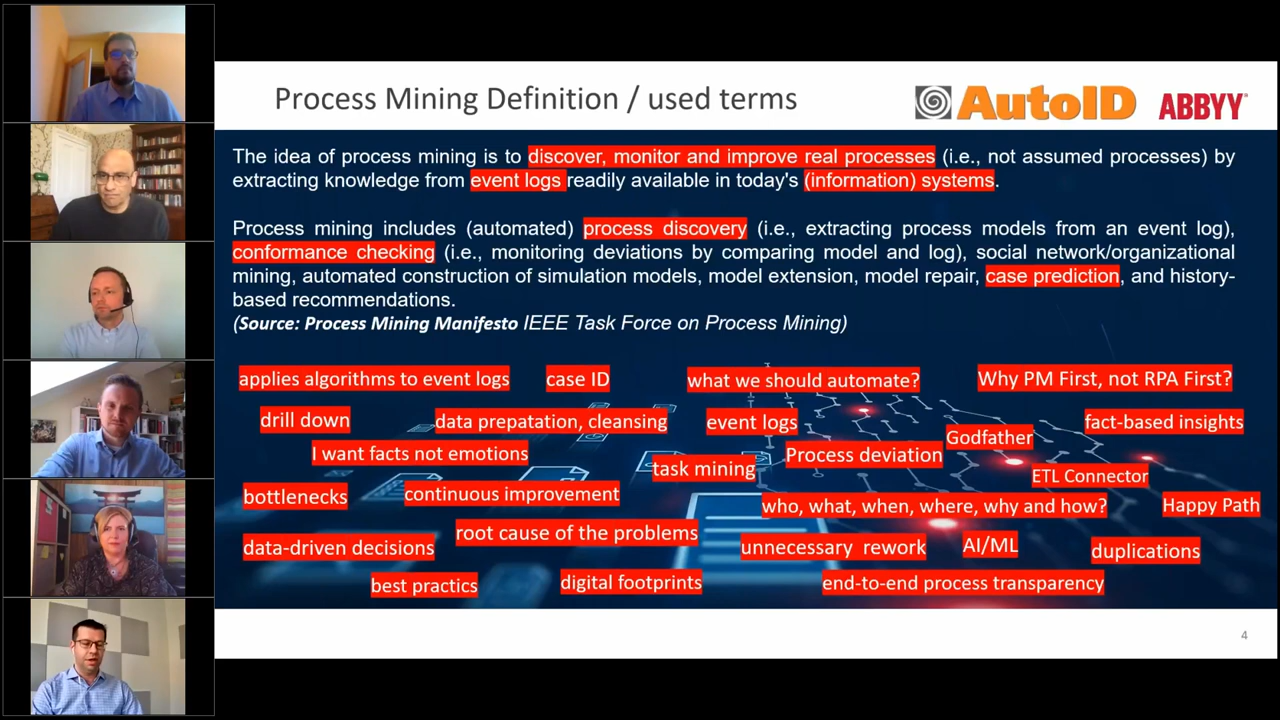 Process Mining Definition / used terms
AutoID ABBYY
The idea of process mining is to discover, monitor and improve real processes (i.e., not assumed processes) by
extracting knowledge from event logs readily available in today's (information) systems.
Process mining includes (automated) process discovery (i.e., extracting process models from an event log),
conformance checking (i.e., monitoring deviations by comparing model and log), social network/organizational
mining, automated construction of simulation models, model extension, model repair, case prediction, and history-
based recommendations.
(Source: Process Mining Manifesto IEEE Task Force on Process Mining)
applies algorithms to event logs
case ID
what we should automate?
Why PM First, not RPA First?
drill down
data prepatation, cleansing
event logs
fact-based insights
I want facts not emotions
Process deviation
Godfather
task mining
ETL Connector
bottlenecks
continuous improvement
who, what, when, where, why and how?
Happy Path
root cause of the problems
data-driven decisions
unnecessary rework
AI/ML
duplications
best practics
digital footprints
end-to-end process transparency
4